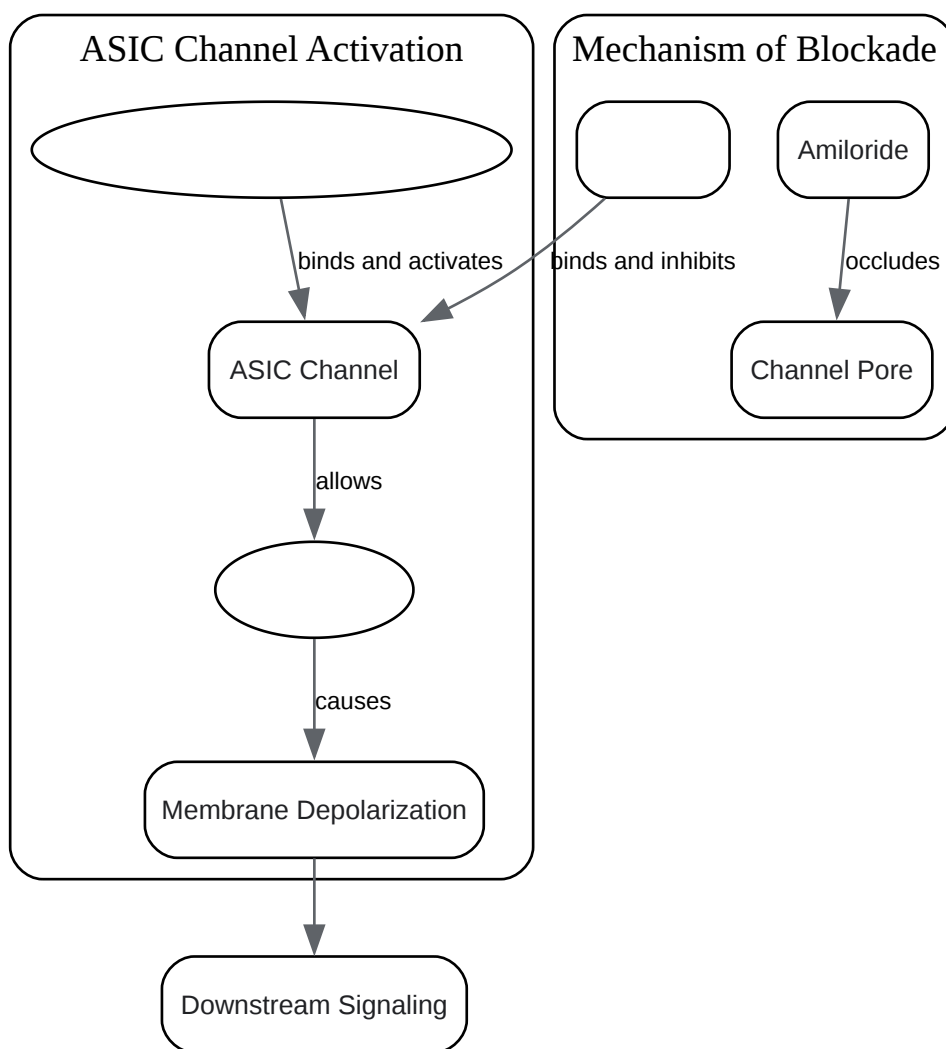 ASIC Channel Activation
Mechanism of Blockade
Amiloride
binds and activates
binds and inhibits
occludes
ASIC Channel
Channel Pore
allows
causes
Membrane Depolarization
Downstream Signaling